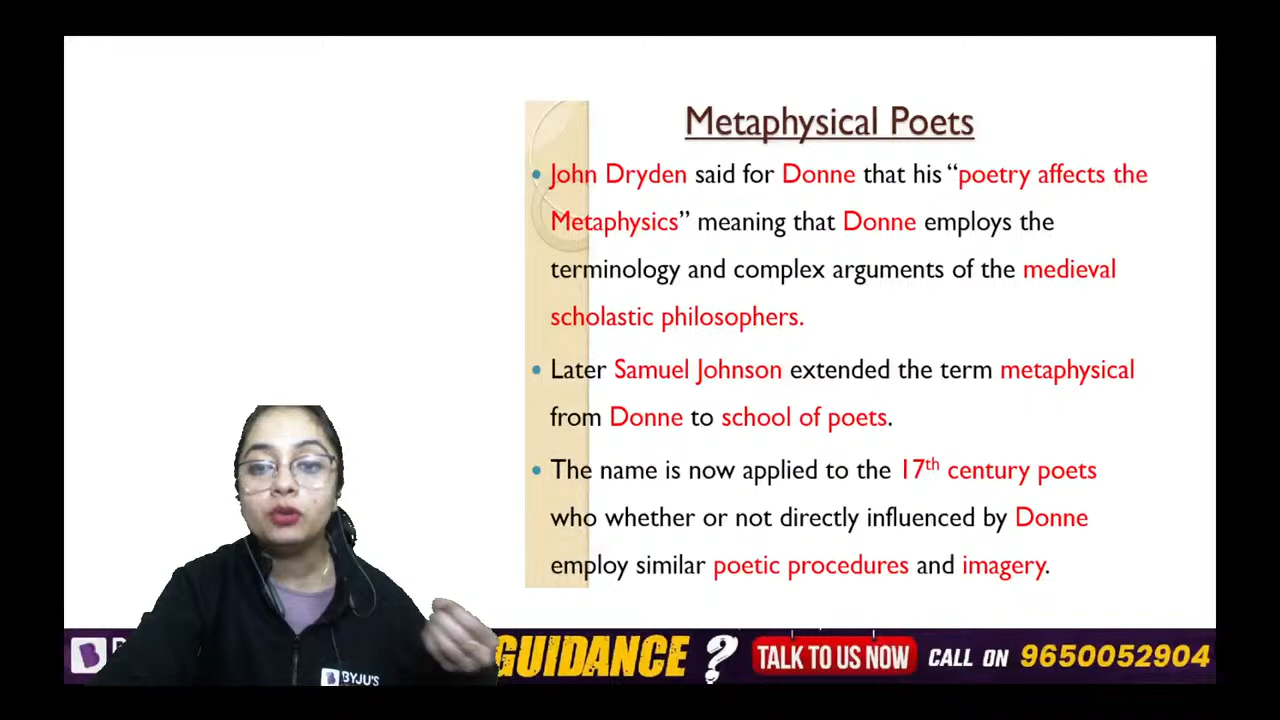 Metaphysical Poets
• John Dryden said for Donne that his “poetry affects the
Metaphysics” meaning that Donne employs the
terminology and complex arguments of the medieval
scholastic philosophers.
• Later Samuel Johnson extended the term metaphysical
from Donne to school of poets.
• The name is now applied to the 17th century poets
who whether or not directly influenced by Donne
employ similar poetic procedures and imagery.
BYJU'S
GUIDANCE ? TALK TO US NOW CALL ON 9650052904